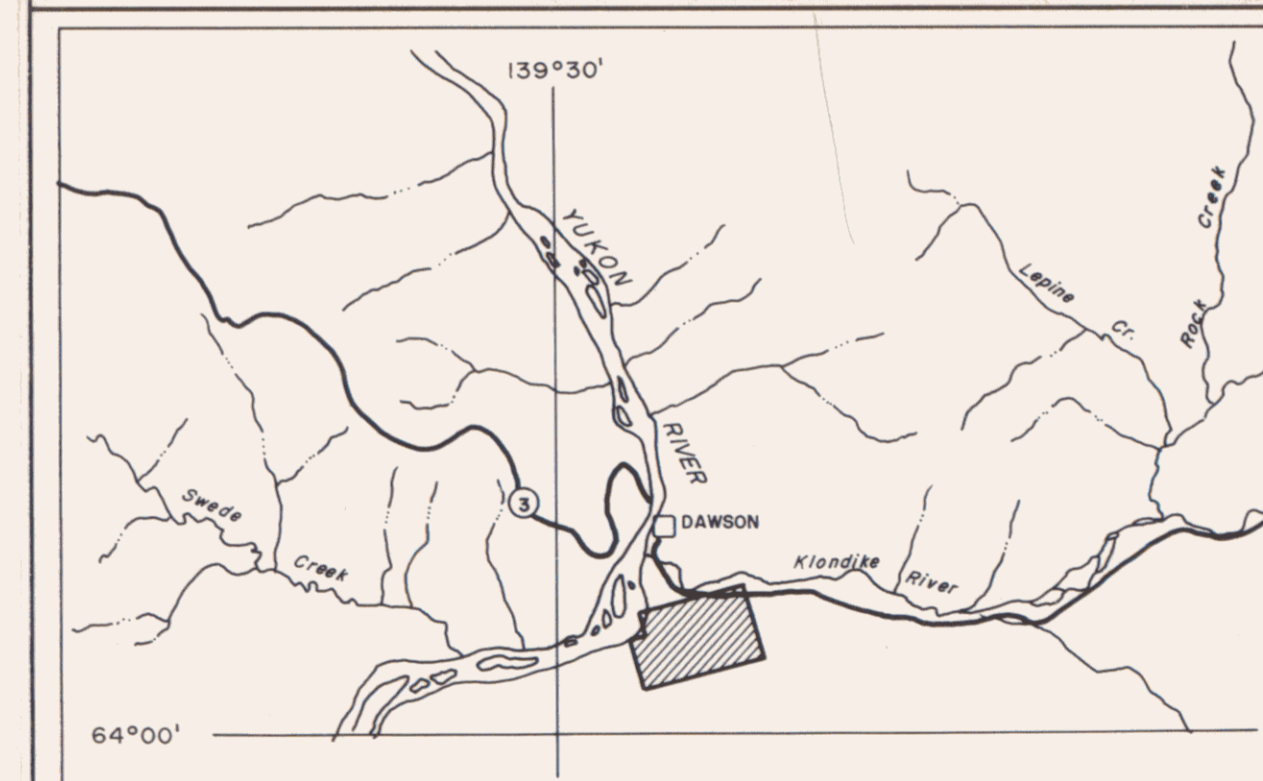 139°30'
YUKON
Creek
Lepine
Cr.
Rock
RIVER
Swede
3
DAWSON
Creek
Klondike
River
64°00'